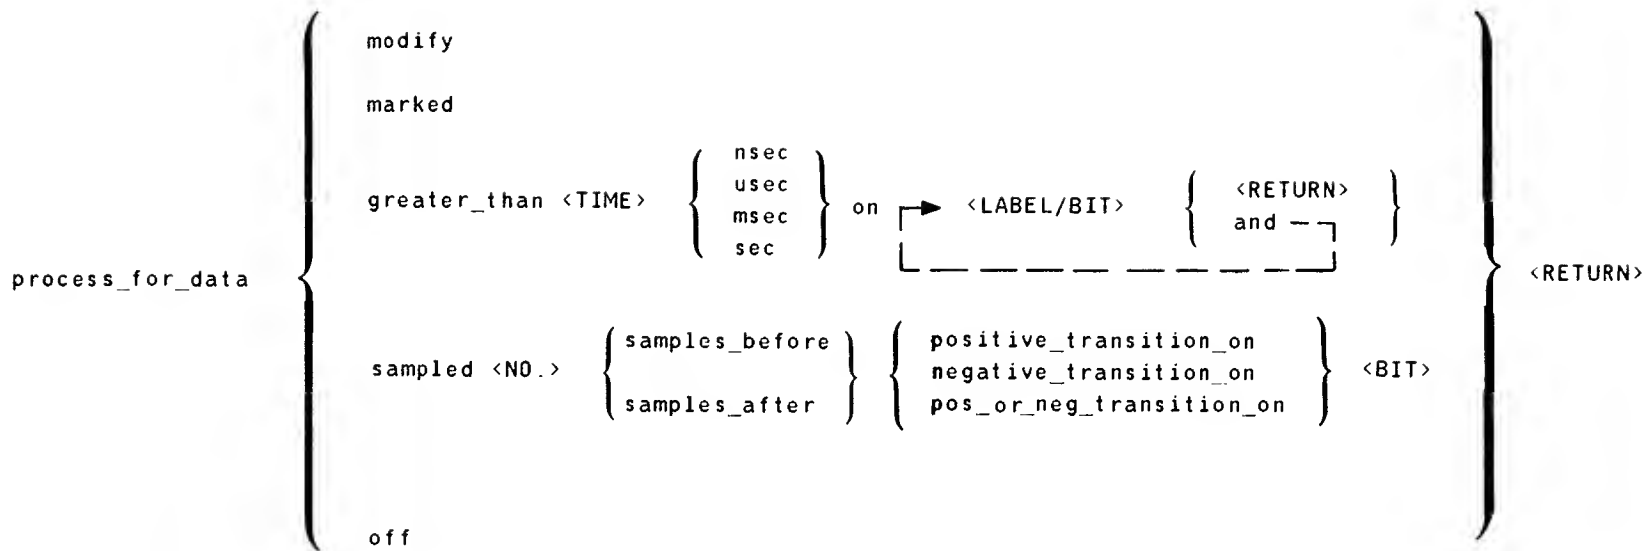 modify
marked
nsec
usec
greater_than <TIME> on <LABEL/BIT> <RETURN>
msec and
sec
process_for_data <RETURN>
samples_before positive_transition_on
sampled <NO.> negative_transition_on <BIT>
samples_after pos_or_neg_transition_on
off